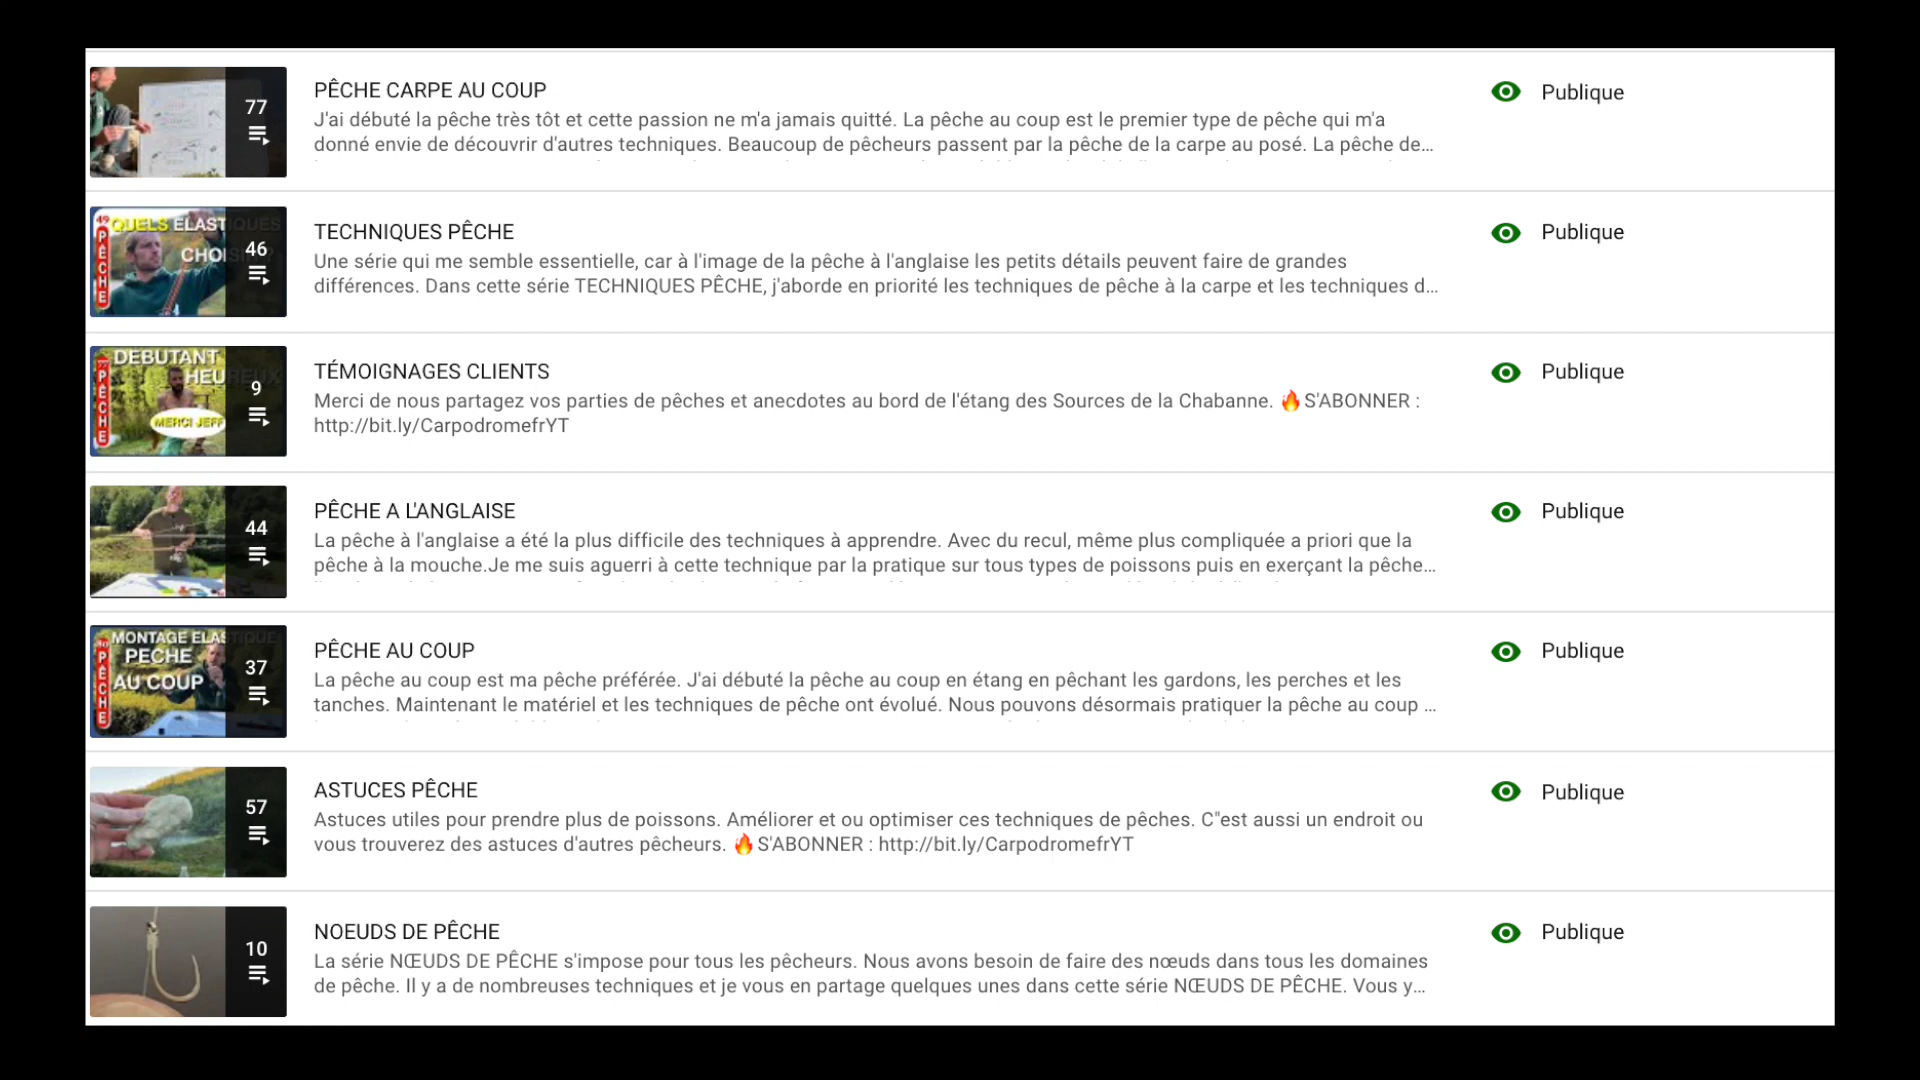 77
PÊCHE CARPE AU COUP
J'ai débuté la pêche très tôt et cette passion ne m'a jamais quitté. La pêche au coup est le premier type de pêche qui m'a
donné envie de découvrir d'autres techniques. Beaucoup de pêcheurs passent par la pêche de la carpe au posé. La pêche de...
Publique
49
QUELS ELASTIQUES
CHOI
PÊCHE
46
TECHNIQUES PÊCHE
Une série qui me semble essentielle, car à l'image de la pêche à l'anglaise les petits détails peuvent faire de grandes
différences. Dans cette série TECHNIQUES PÊCHE, j'aborde en priorité les techniques de pêche à la carpe et les techniques d...
Publique
DEBUTANT
HEUREUX
PÊCHE
MERCI JEFF
9
TÉMOIGNAGES CLIENTS
Merci de nous partagez vos parties de pêches et anecdotes au bord de l'étang des Sources de la Chabanne. 🔥S'ABONNER :
http://bit.ly/CarpodromefrYT
Publique
44
PÊCHE A L'ANGLAISE
La pêche à l'anglaise a été la plus difficile des techniques à apprendre. Avec du recul, même plus compliquée a priori que la
pêche à la mouche.Je me suis aguerri à cette technique par la pratique sur tous types de poissons puis en exerçant la pêche...
Publique
MONTAGE ELASTIQUE
PECHE
AU COUP
PÊCHE
37
PÊCHE AU COUP
La pêche au coup est ma pêche préférée. J'ai débuté la pêche au coup en étang en pêchant les gardons, les perches et les
tanches. Maintenant le matériel et les techniques de pêche ont évolué. Nous pouvons désormais pratiquer la pêche au coup ...
Publique
57
ASTUCES PÊCHE
Astuces utiles pour prendre plus de poissons. Améliorer et ou optimiser ces techniques de pêches. C"est aussi un endroit ou
vous trouverez des astuces d'autres pêcheurs. 🔥S'ABONNER : http://bit.ly/CarpodromefrYT
Publique
10
NOEUDS DE PÊCHE
La série NŒUDS DE PÊCHE s'impose pour tous les pêcheurs. Nous avons besoin de faire des nœuds dans tous les domaines
de pêche. Il y a de nombreuses techniques et je vous en partage quelques unes dans cette série NŒUDS DE PÊCHE. Vous y...
Publique